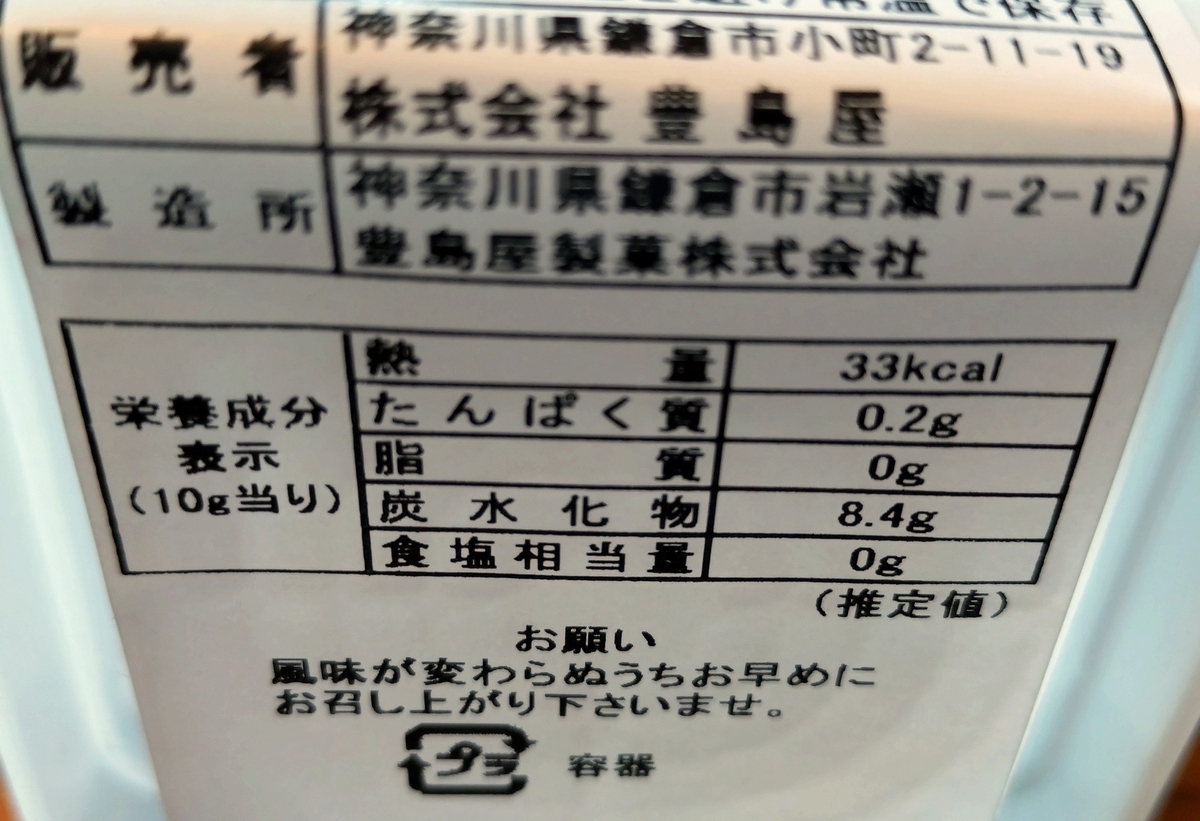 常温で保存
販売者
神奈川県鎌倉市小町2-11-19
株式会社 豊島屋
製造所
神奈川県鎌倉市岩瀬1-2-15
豊島屋製菓株式会社
栄養成分
表示
(10g当り)
熱量 33kcal
たんぱく質 0.2g
脂質 0g
炭水化物 8.4g
食塩相当量 0g
(推定値)
お願い
風味が変わらぬうちお早めに
お召し上がり下さいませ。
プラ 容器